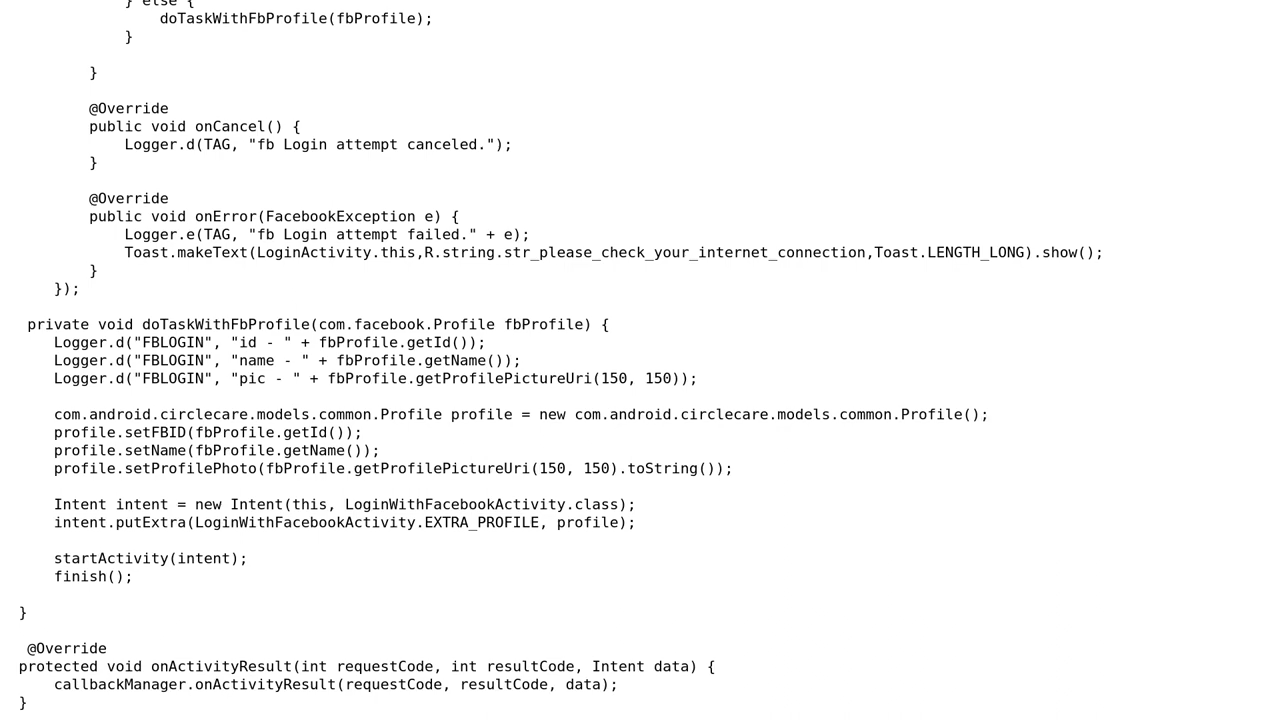 } else {
doTaskWithFbProfile(fbProfile);
}
}
@Override
public void onCancel() {
Logger.d(TAG, "fb Login attempt canceled.");
}
@Override
public void onError(FacebookException e) {
Logger.e(TAG, "fb Login attempt failed." + e);
Toast.makeText(LoginActivity.this,R.string.str_please_check_your_internet_connection,Toast.LENGTH_LONG).show();
}
});
private void doTaskWithFbProfile(com.facebook.Profile fbProfile) {
Logger.d("FBLOGIN", "id - " + fbProfile.getId());
Logger.d("FBLOGIN", "name - " + fbProfile.getName());
Logger.d("FBLOGIN", "pic - " + fbProfile.getProfilePictureUri(150, 150));
com.android.circlecare.models.common.Profile profile = new com.android.circlecare.models.common.Profile();
profile.setFBID(fbProfile.getId());
profile.setName(fbProfile.getName());
profile.setProfilePhoto(fbProfile.getProfilePictureUri(150, 150).toString());
Intent intent = new Intent(this, LoginWithFacebookActivity.class);
intent.putExtra(LoginWithFacebookActivity.EXTRA_PROFILE, profile);
startActivity(intent);
finish();
}
@Override
protected void onActivityResult(int requestCode, int resultCode, Intent data) {
callbackManager.onActivityResult(requestCode, resultCode, data);
}